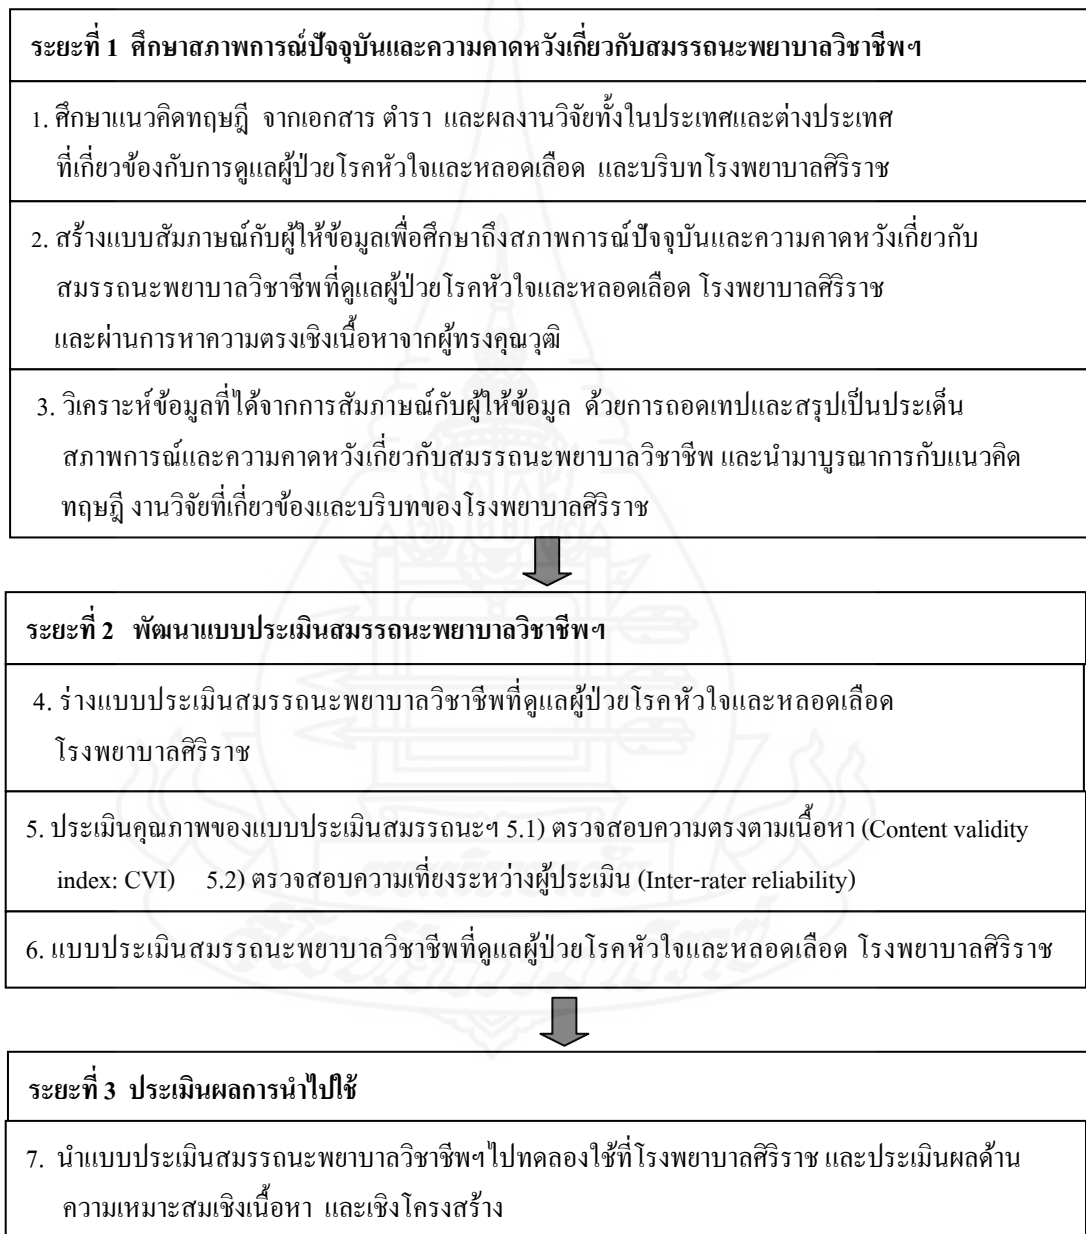 ระยะที่ 1 ศึกษาสภาพการณ์ปัจจุบันและความคาดหวังเกี่ยวกับสมรรถนะพยาบาลวิชาชีพฯ
1. ศึกษาแนวคิดทฤษฎี จากเอกสาร ตำรา และผลงานวิจัยทั้งในประเทศและต่างประเทศ
ที่เกี่ยวข้องกับการดูแลผู้ป่วยโรคหัวใจและหลอดเลือด และบริบทโรงพยาบาลศิริราช
2. สร้างแบบสัมภาษณ์กับผู้ให้ข้อมูลเพื่อศึกษาถึงสภาพการณ์ปัจจุบันและความคาดหวังเกี่ยวกับ
สมรรถนะพยาบาลวิชาชีพที่ดูแลผู้ป่วยโรคหัวใจและหลอดเลือด โรงพยาบาลศิริราช
และผ่านการหาความตรงเชิงเนื้อหาจากผู้ทรงคุณวุฒิ
3. วิเคราะห์ข้อมูลที่ได้จากการสัมภาษณ์กับผู้ให้ข้อมูล ด้วยการถอดเทปและสรุปเป็นประเด็น
สภาพการณ์และความคาดหวังเกี่ยวกับสมรรถนะพยาบาลวิชาชีพ และนำมาบูรณาการกับแนวคิด
ทฤษฎี งานวิจัยที่เกี่ยวข้องและบริบทของโรงพยาบาลศิริราช
ระยะที่ 2 พัฒนาแบบประเมินสมรรถนะพยาบาลวิชาชีพฯ
4. ร่างแบบประเมินสมรรถนะพยาบาลวิชาชีพที่ดูแลผู้ป่วยโรคหัวใจและหลอดเลือด
โรงพยาบาลศิริราช
5. ประเมินคุณภาพของแบบประเมินสมรรถนะฯ 5.1) ตรวจสอบความตรงตามเนื้อหา (Content validity
index: CVI) 5.2) ตรวจสอบความเที่ยงระหว่างผู้ประเมิน (Inter-rater reliability)
6. แบบประเมินสมรรถนะพยาบาลวิชาชีพที่ดูแลผู้ป่วยโรคหัวใจและหลอดเลือด โรงพยาบาลศิริราช
ระยะที่ 3 ประเมินผลการนำไปใช้
7. นำแบบประเมินสมรรถนะพยาบาลวิชาชีพฯไปทดลองใช้ที่โรงพยาบาลศิริราช และประเมินผลด้าน
ความเหมาะสมเชิงเนื้อหา และเชิงโครงสร้าง